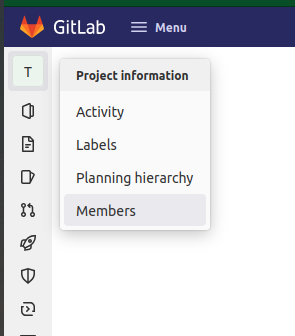 GitLab Menu
T
Project information
Activity
Labels
Planning hierarchy
Members